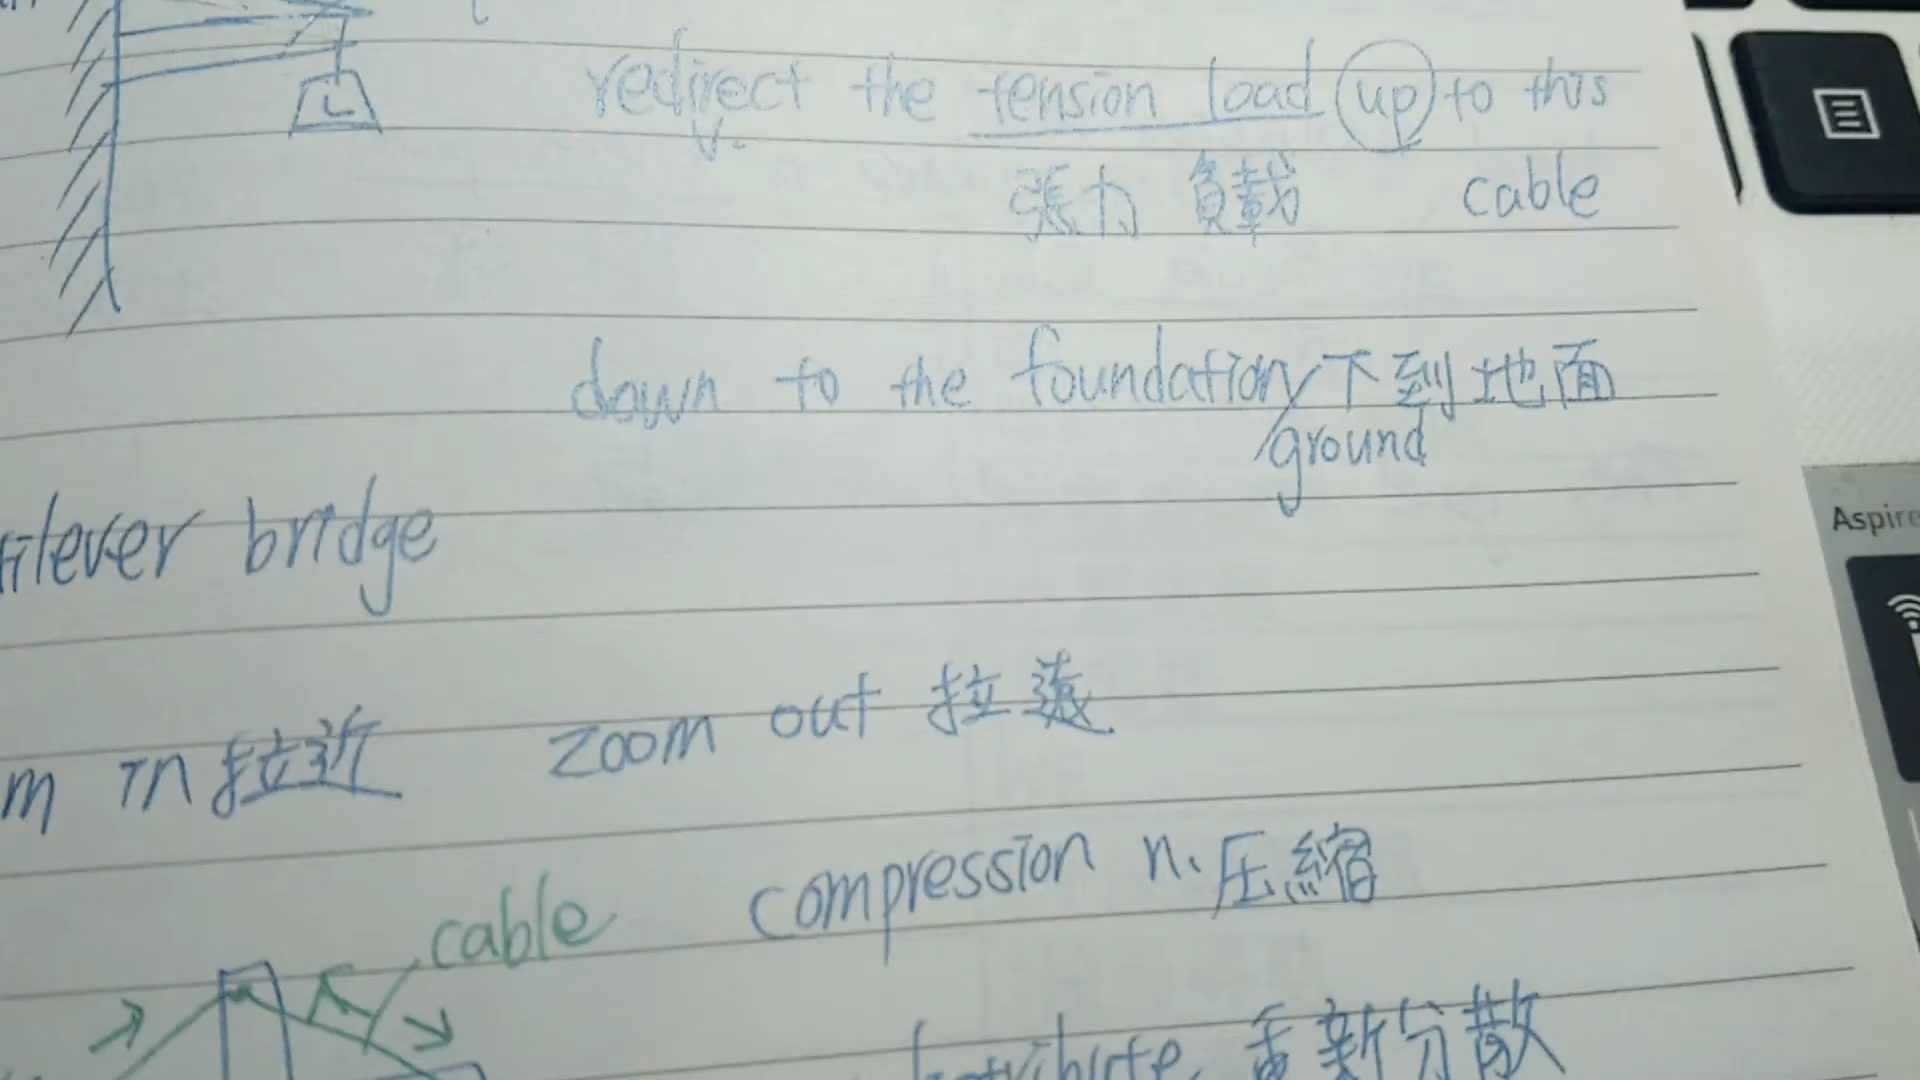 L
redirect the tension load up to this
v.
張力 負載 cable
down to the foundation/下到地面
ground
bridge
in 拉近 zoom out 拉遠
compression n. 压縮
cable
重新分散
Aspire